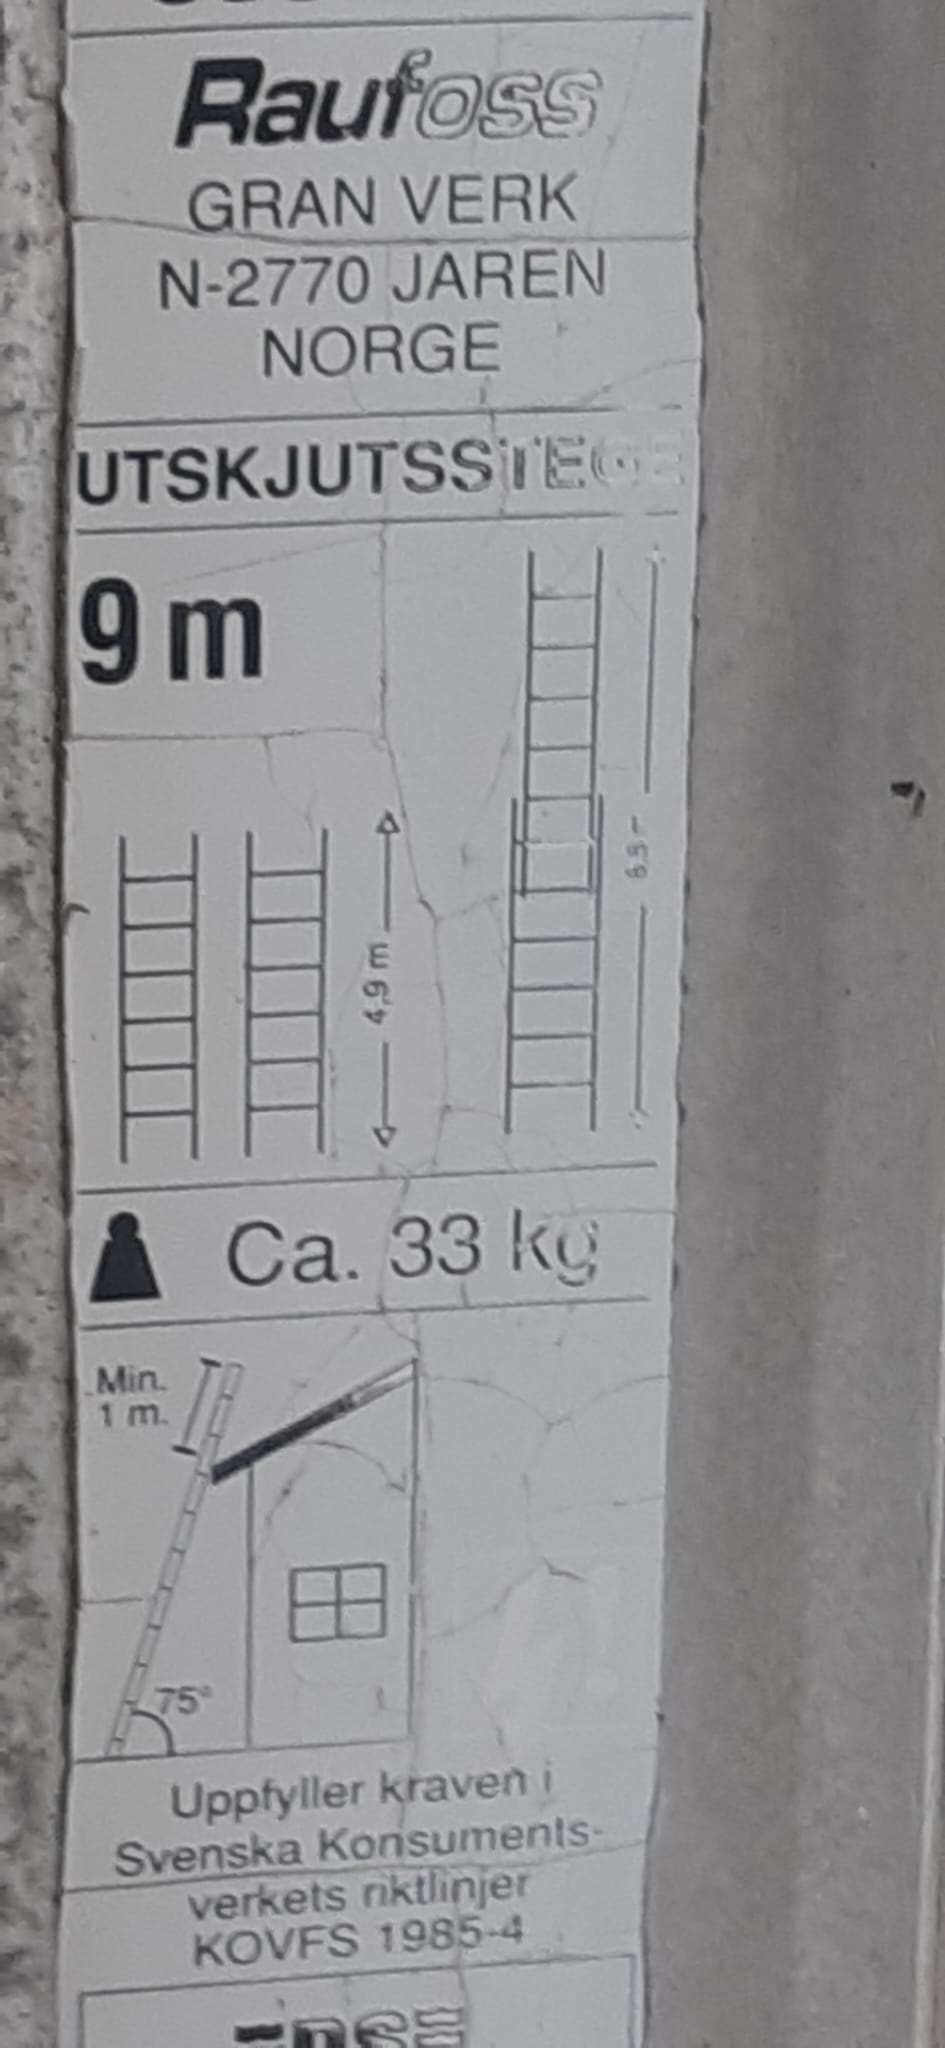 Raufoss
GRAN VERK
N-2770 JAREN
NORGE
UTSKJUTSSTEGE
9 m
4,9 m
Ca. 33 kg
Min.
1 m.
75°
Uppfyller kraven i
Svenska Konsuments-
verkets riktlinjer
KOVFS 1985-4